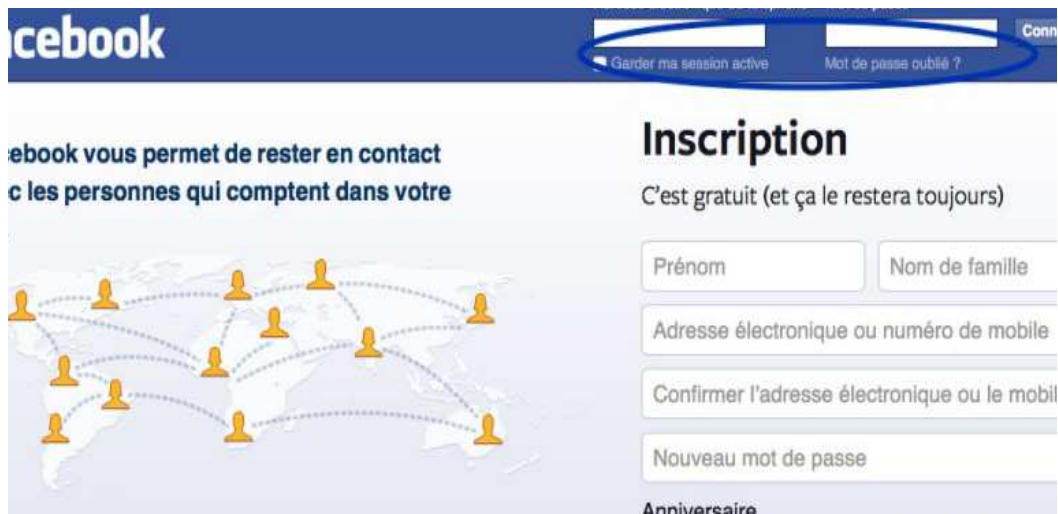 acebook
Conn
Garder ma session active
Mot de passe oublié ?
cebook vous permet de rester en contact
c les personnes qui comptent dans votre
Inscription
C'est gratuit (et ça le restera toujours)
Prénom
Nom de famille
Adresse électronique ou numéro de mobile
Confirmer l'adresse électronique ou le mobil
Nouveau mot de passe
Anniversaire